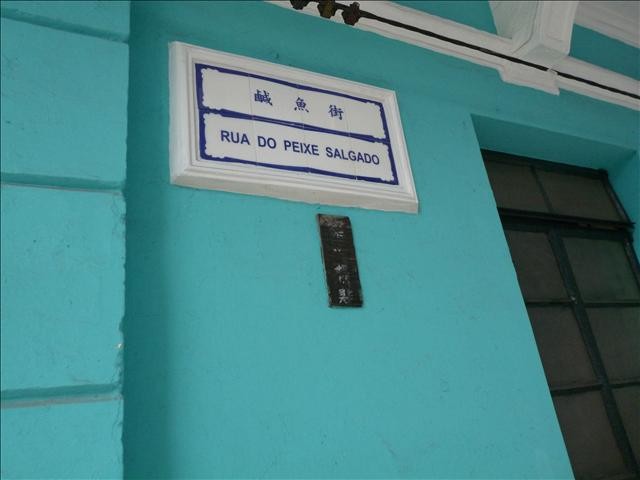 鹹魚街
RUA DO PEIXE SALGADO